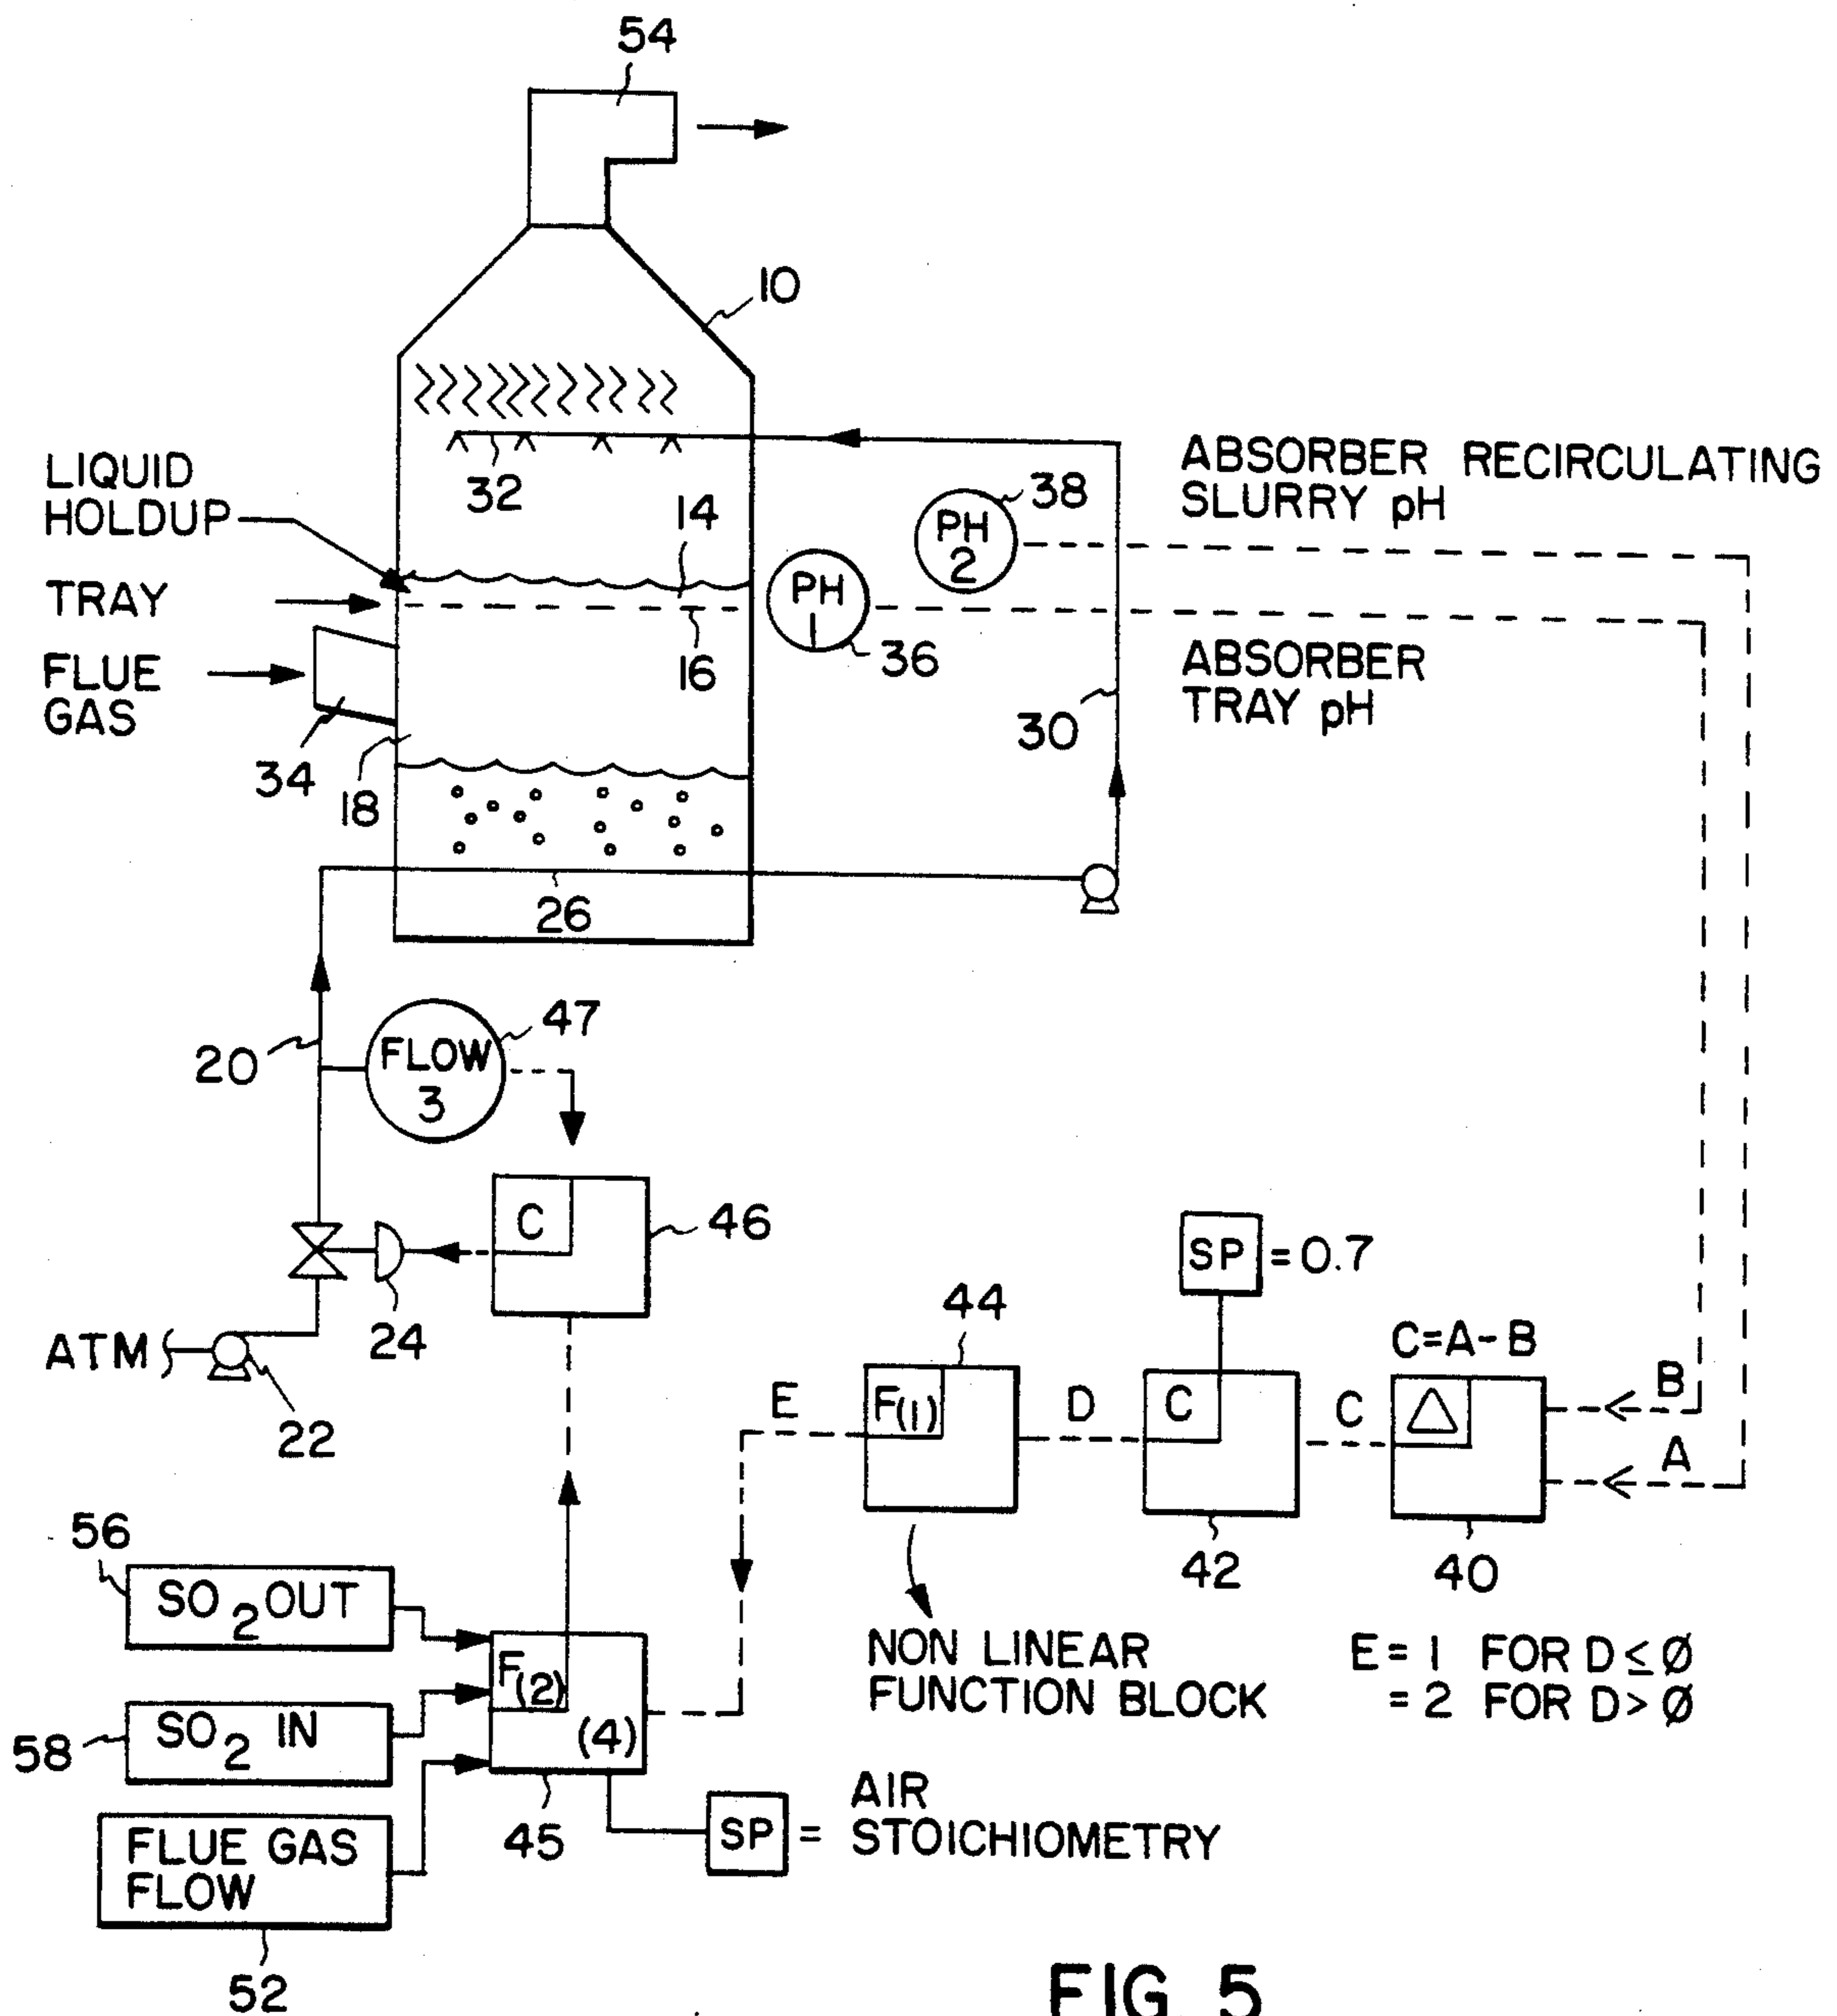 54
10
LIQUID
HOLDUP
32
14
38
PH
2
ABSORBER RECIRCULATING
SLURRY pH
TRAY
PH
1
36
16
FLUE
GAS
ABSORBER
TRAY pH
30
34
18
26
47
FLOW
3
20
C
46
SP = 0.7
24
44
C=A-B
ATM
22
E
F(1)
D
C
C
△
B
A
42
40
56
SO2 OUT
NON LINEAR
FUNCTION BLOCK
E = 1 FOR D ≤ Ø
= 2 FOR D > Ø
F(2)
(4)
58
SO2 IN
45
SP = AIR
STOICHIOMETRY
FLUE GAS
FLOW
52
FIG. 5